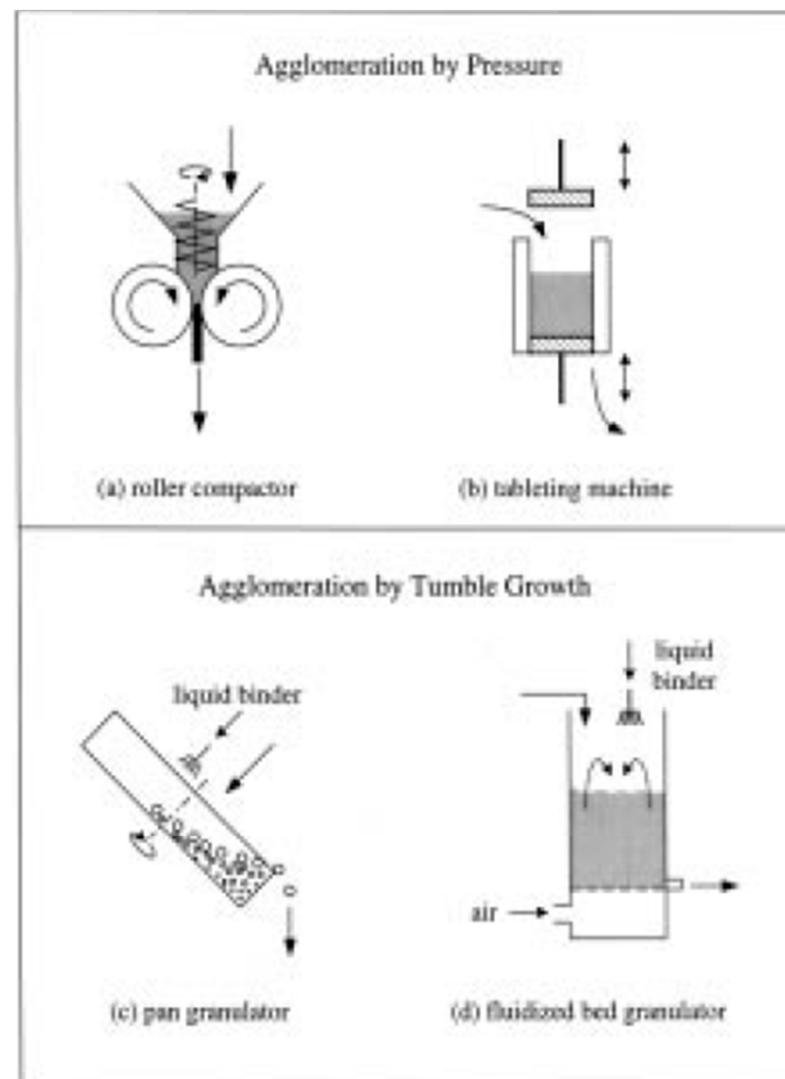 Agglomeration by Pressure
(a) roller compactor
(b) tableting machine
Agglomeration by Tumble Growth
liquid binder
liquid
binder
air
(c) pan granulator
(d) fluidized bed granulator